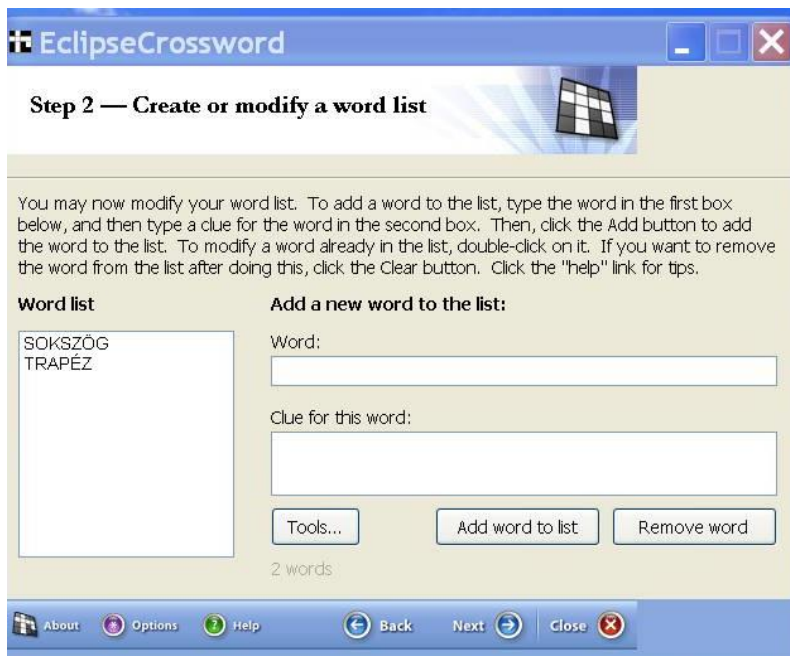 EclipseCrossword
Step 2 — Create or modify a word list
You may now modify your word list. To add a word to the list, type the word in the first box
below, and then type a clue for the word in the second box. Then, click the Add button to add
the word to the list. To modify a word already in the list, double-click on it. If you want to remove
the word from the list after doing this, click the Clear button. Click the "help" link for tips.
Word list
Add a new word to the list:
SOKSZÖG
TRAPÉZ
Word:
Clue for this word:
Tools...
Add word to list
Remove word
2 words
About
Options
Help
Back
Next
Close